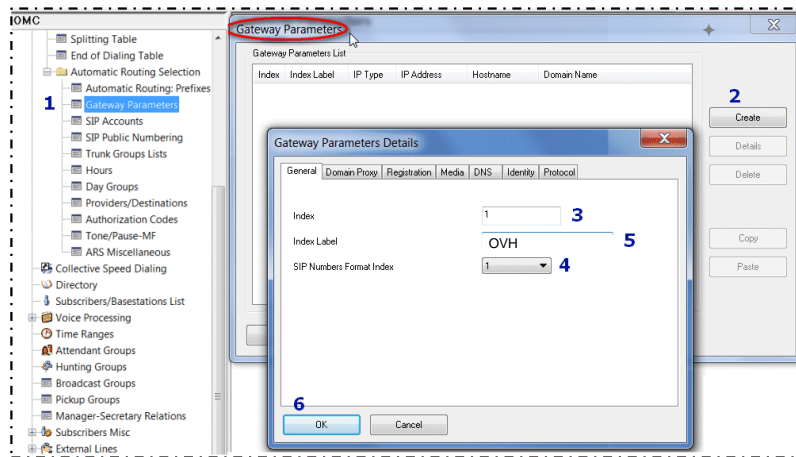 OMC
Splitting Table
End of Dialing Table
Automatic Routing Selection
Automatic Routing: Prefixes
1
Gateway Parameters
SIP Accounts
SIP Public Numbering
Trunk Groups Lists
Hours
Day Groups
Providers/Destinations
Authorization Codes
Tone/Pause-MF
ARS Miscellaneous
Collective Speed Dialing
Directory
Subscribers/Basestations List
Voice Processing
Time Ranges
Attendant Groups
Hunting Groups
Broadcast Groups
Pickup Groups
Manager-Secretary Relations
Subscribers Misc
External Lines
Gateway Parameters
Gateway Parameters List
Index Index Label IP Type IP Address Hostname Domain Name
2
Create
Details
Delete
Copy
Paste
Gateway Parameters Details
General Domain Proxy Registration Media DNS Identity Protocol
Index 1 3
Index Label OVH 5
SIP Numbers Format Index 1 4
6
OK Cancel